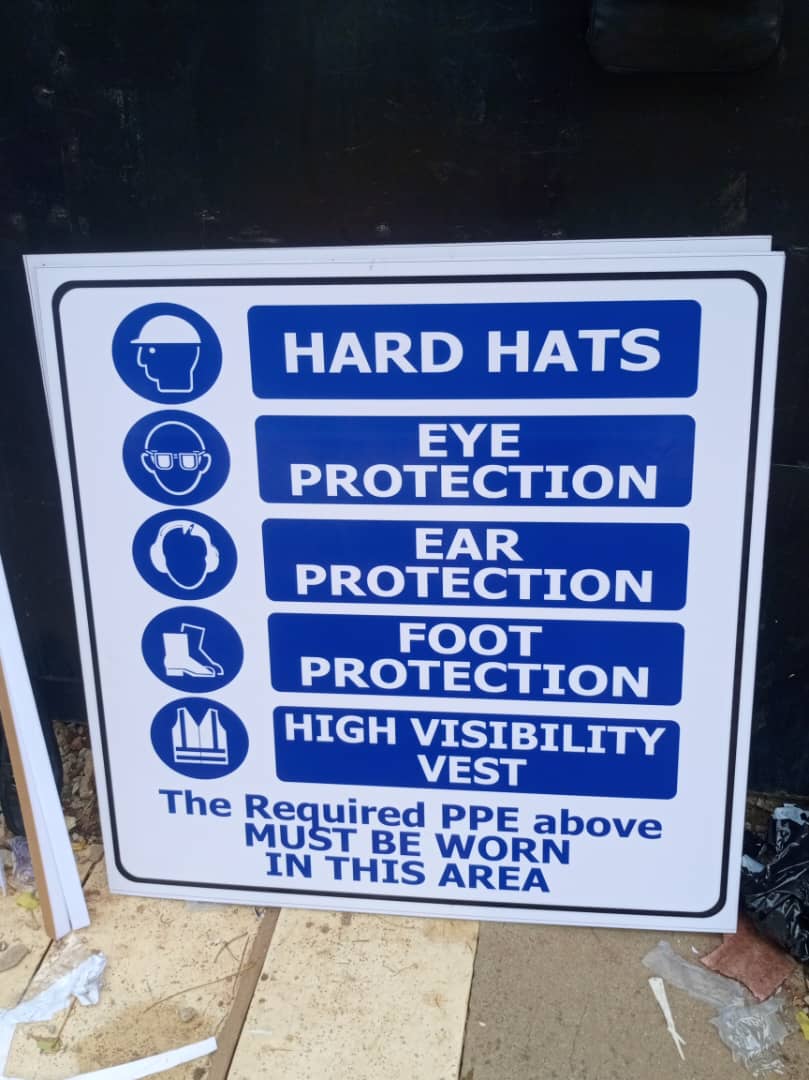 HARD HATS
EYE
PROTECTION
EAR
PROTECTION
FOOT
PROTECTION
HIGH VISIBILITY
VEST
The Required PPE above
MUST BE WORN
IN THIS AREA